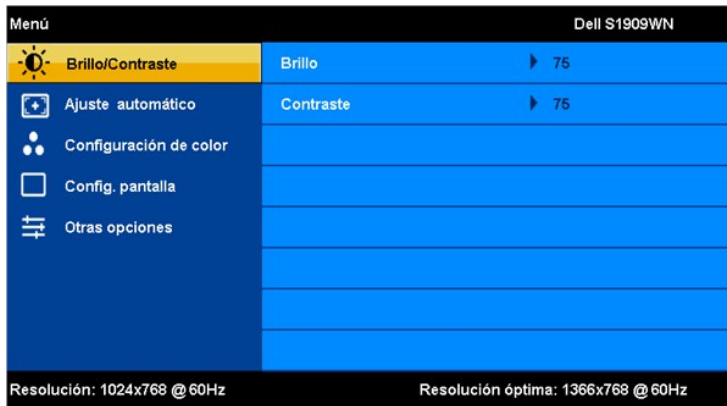 Menú Dell S1909WN
Brillo/Contraste Brillo 75
Ajuste automático Contraste 75
Configuración de color
Config. pantalla
Otras opciones
Resolución: 1024x768 @ 60Hz Resolución óptima: 1366x768 @ 60Hz